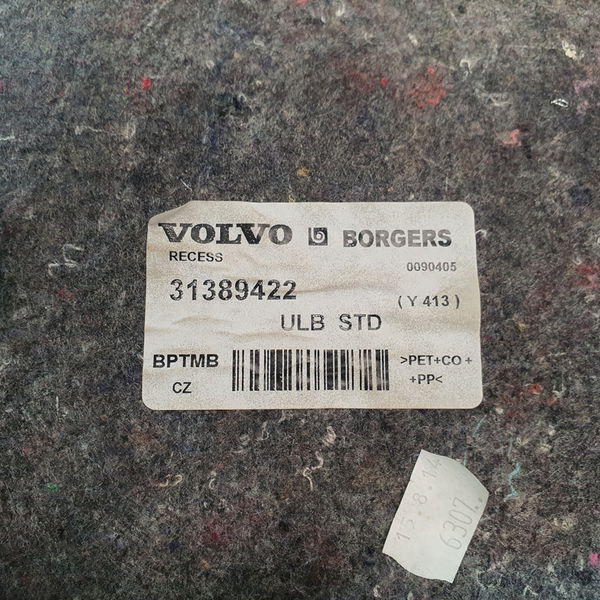 VOLVO BORGERS
RECESS 0090405
31389422 ( Y 413 )
ULB STD
BPTMB >PET+CO +
CZ +PP<
15.8.14
6307.